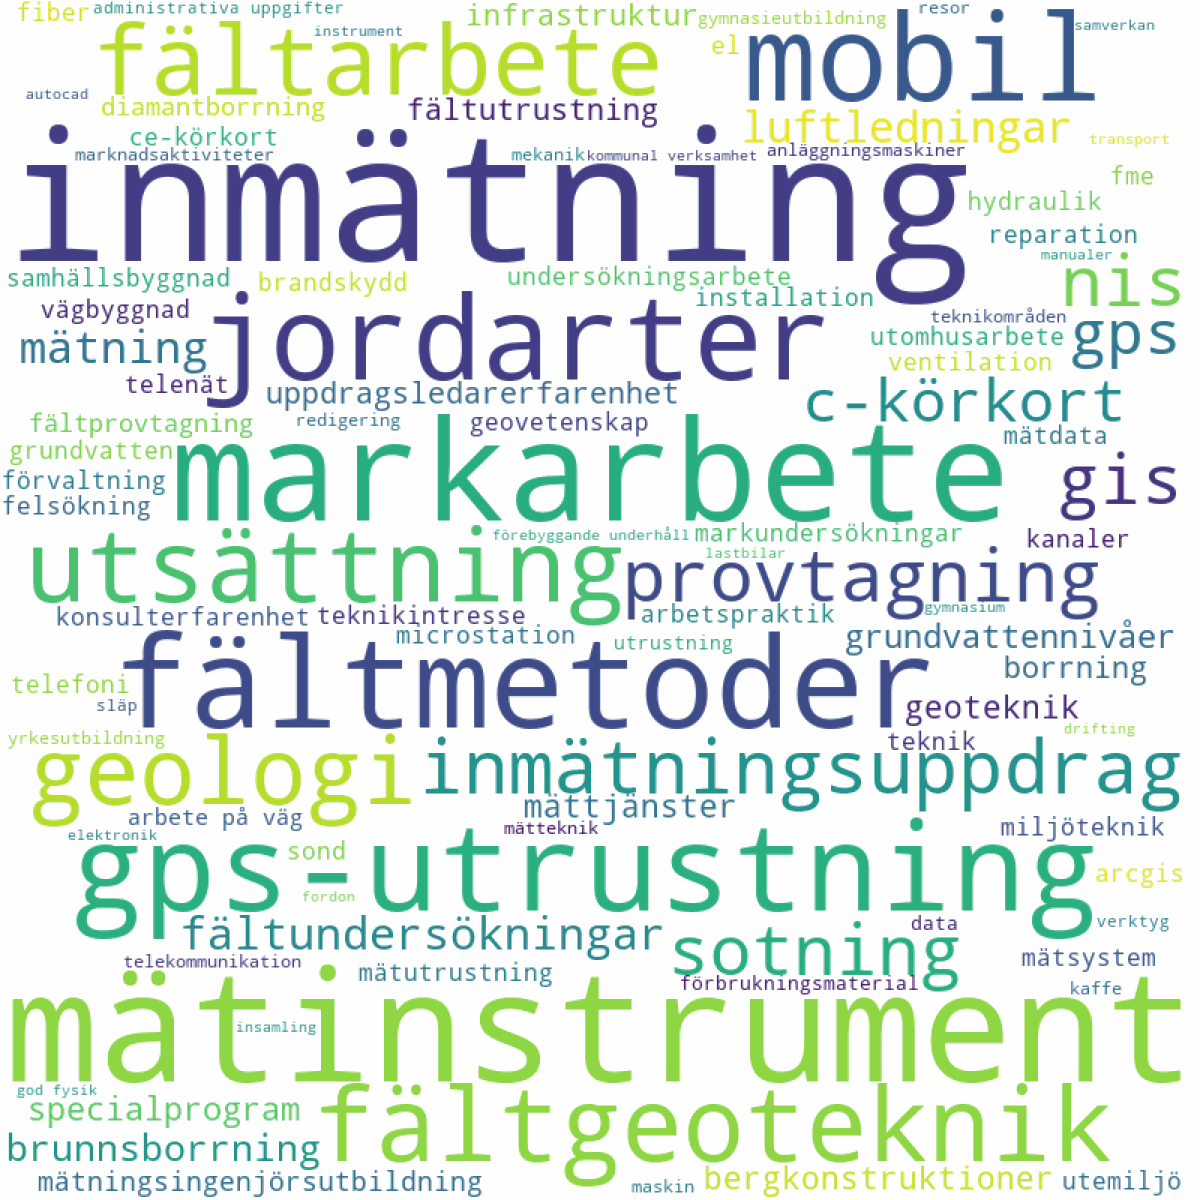 fiber administrativa uppgifter infrastruktur gymnasieutbildning resor
instrument el samverkan
fältarbete mobil
autocad
diamantborrning fältutrustning
luftledningar
ce-körkort transport
marknadsaktiviteter mekanik kommunal verksamhet anläggningsmaskiner
inmätning
fme
hydraulik
reparation
manualer
samhällsbyggnad brandskydd undersökningsarbete
nis
installation
vägbyggnad teknikområden
jordarter
utomhusarbete gps
mätning
ventilation
telenät uppdragsledarerfarenhet c-körkort
fältprovtagning redigering geovetenskap
mätdata
grundvatten
markarbete
förvaltning gis
felsökning
förebyggande underhåll markundersökningar kanaler
lastbilar
utsättning provtagning
konsulterfarenhet teknikintresse arbetspraktik gymnasium
microstation utrustning grundvattennivåer
borrning
fältmetoder
telefoni
släp geoteknik
yrkesutbildning teknik drifting
geologi inmätningsuppdrag
mättjänster
arbete på väg mätteknik miljöteknik
elektronik
sond
gps-utrustning arcgis
fordon
fältundersökningar data verktyg
sotning
telekommunikation mätutrustning mätsystem
förbrukningsmaterial kaffe
mätinstrument
insamling
god fysik
specialprogram
fältgeoteknik
brunnsborrning
mätningsingenjörsutbildning maskin bergkonstruktioner utemiljö